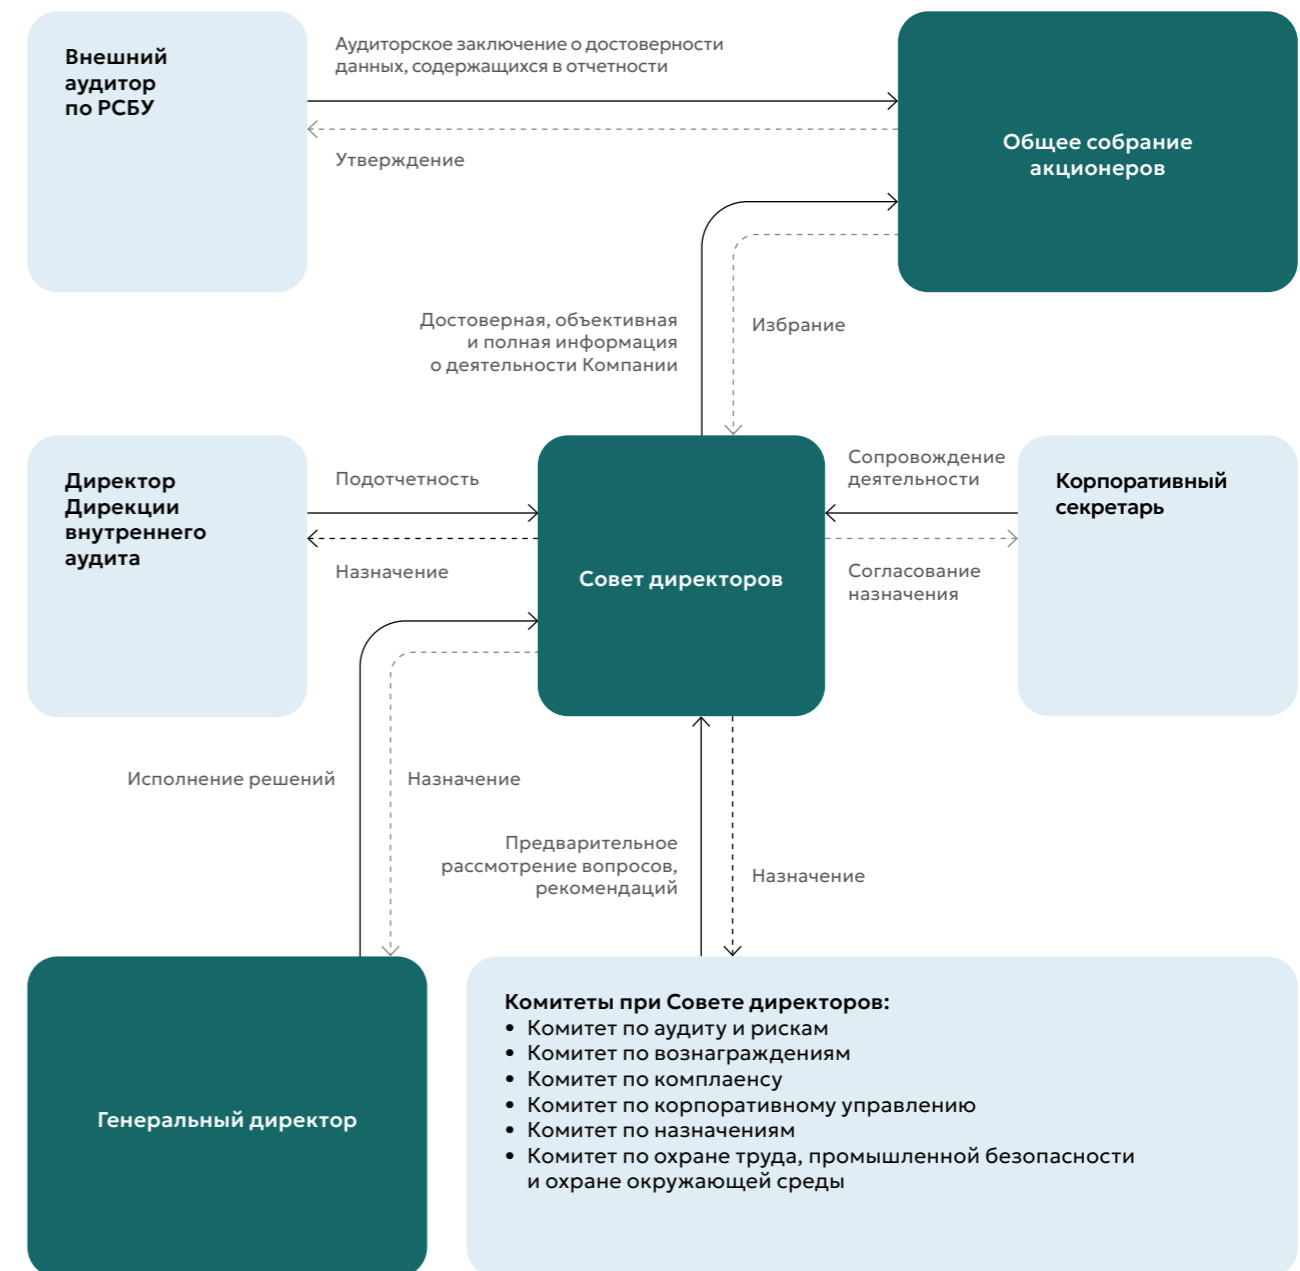 Внешний
аудитор
по РСБУ
Аудиторское заключение о достоверности
данных, содержащихся в отчетности
Утверждение
Общее собрание
акционеров
Достоверная, объективная
и полная информация
о деятельности Компании
Избрание
Директор
Дирекции
внутреннего
аудита
Подотчетность
Назначение
Совет директоров
Сопровождение
деятельности
Согласование
назначения
Корпоративный
секретарь
Исполнение решений
Назначение
Предварительное
рассмотрение вопросов,
рекомендаций
Назначение
Генеральный директор
Комитеты при Совете директоров:
• Комитет по аудиту и рискам
• Комитет по вознаграждениям
• Комитет по комплаенсу
• Комитет по корпоративному управлению
• Комитет по назначениям
• Комитет по охране труда, промышленной безопасности
и охране окружающей среды